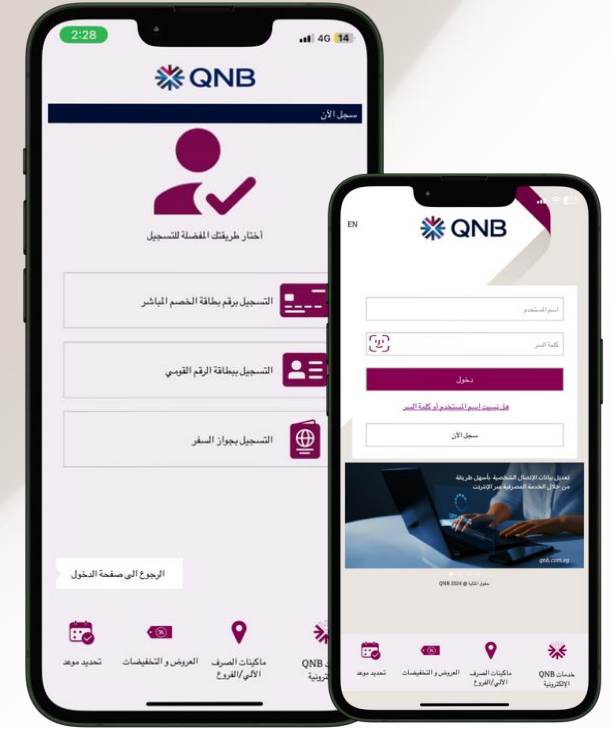 2:28
4G 14
QNB
سجل الآن
أختار طريقتك المفضلة للتسجيل
التسجيل برقم بطاقة الخصم المباشر
التسجيل ببطاقة الرقم القومي
التسجيل بجواز السفر
الرجوع الى صفحة الدخول
QNB
ماكينات الصرف
الآلي/الفروع
العروض و التخفيضات
تحديد موعد
EN
QNB
اسم المستخدم
كلمة السر
دخول
هل نسيت اسم المستخدم أو كلمة السر
سجل الآن
تعديل بيانات الإتصال الشخصية بأسهل طريقة
من خلال الخدمة المصرفية عبر الإنترنت
qnb.com.eg
QNB 2024 @
خدمات QNB
الإلكترونية
ماكينات الصرف
الآلي/الفروع
العروض و التخفيضات
تحديد موعد